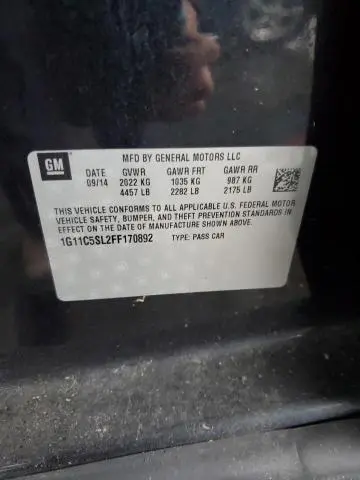 GM
MFD BY GENERAL MOTORS LLC
DATE GVWR GAWR FRT GAWR RR
09/14 2022 KG 1035 KG 987 KG
4457 LB 2282 LB 2175 LB
THIS VEHICLE CONFORMS TO ALL APPLICABLE U.S. FEDERAL MOTOR
VEHICLE SAFETY, BUMPER, AND THEFT PREVENTION STANDARDS IN
EFFECT ON THE DATE OF MANUFACTURE SHOWN ABOVE.
1G11C5SL2FF170892 TYPE: PASS CAR